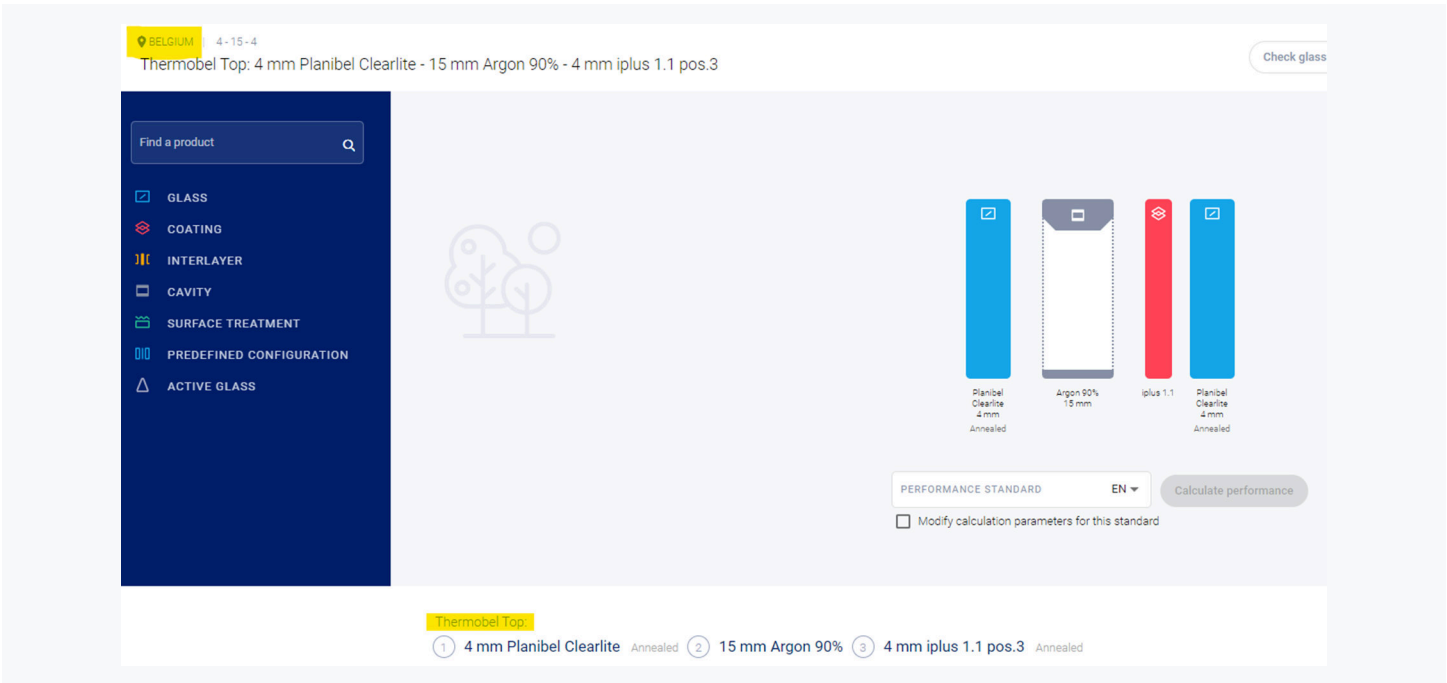 BELGIUM | 4 - 15 - 4
Thermobel Top: 4 mm Planibel Clearlite - 15 mm Argon 90% - 4 mm iplus 1.1 pos.3
Check glass
Find a product
GLASS
COATING
INTERLAYER
CAVITY
SURFACE TREATMENT
PREDEFINED CONFIGURATION
ACTIVE GLASS
Planibel Clearlite 4 mm Annealed
Argon 90% 15 mm
iplus 1.1
Planibel Clearlite 4 mm Annealed
PERFORMANCE STANDARD EN
Calculate performance
Modify calculation parameters for this standard
Thermobel Top:
1 4 mm Planibel Clearlite Annealed 2 15 mm Argon 90% 3 4 mm iplus 1.1 pos.3 Annealed